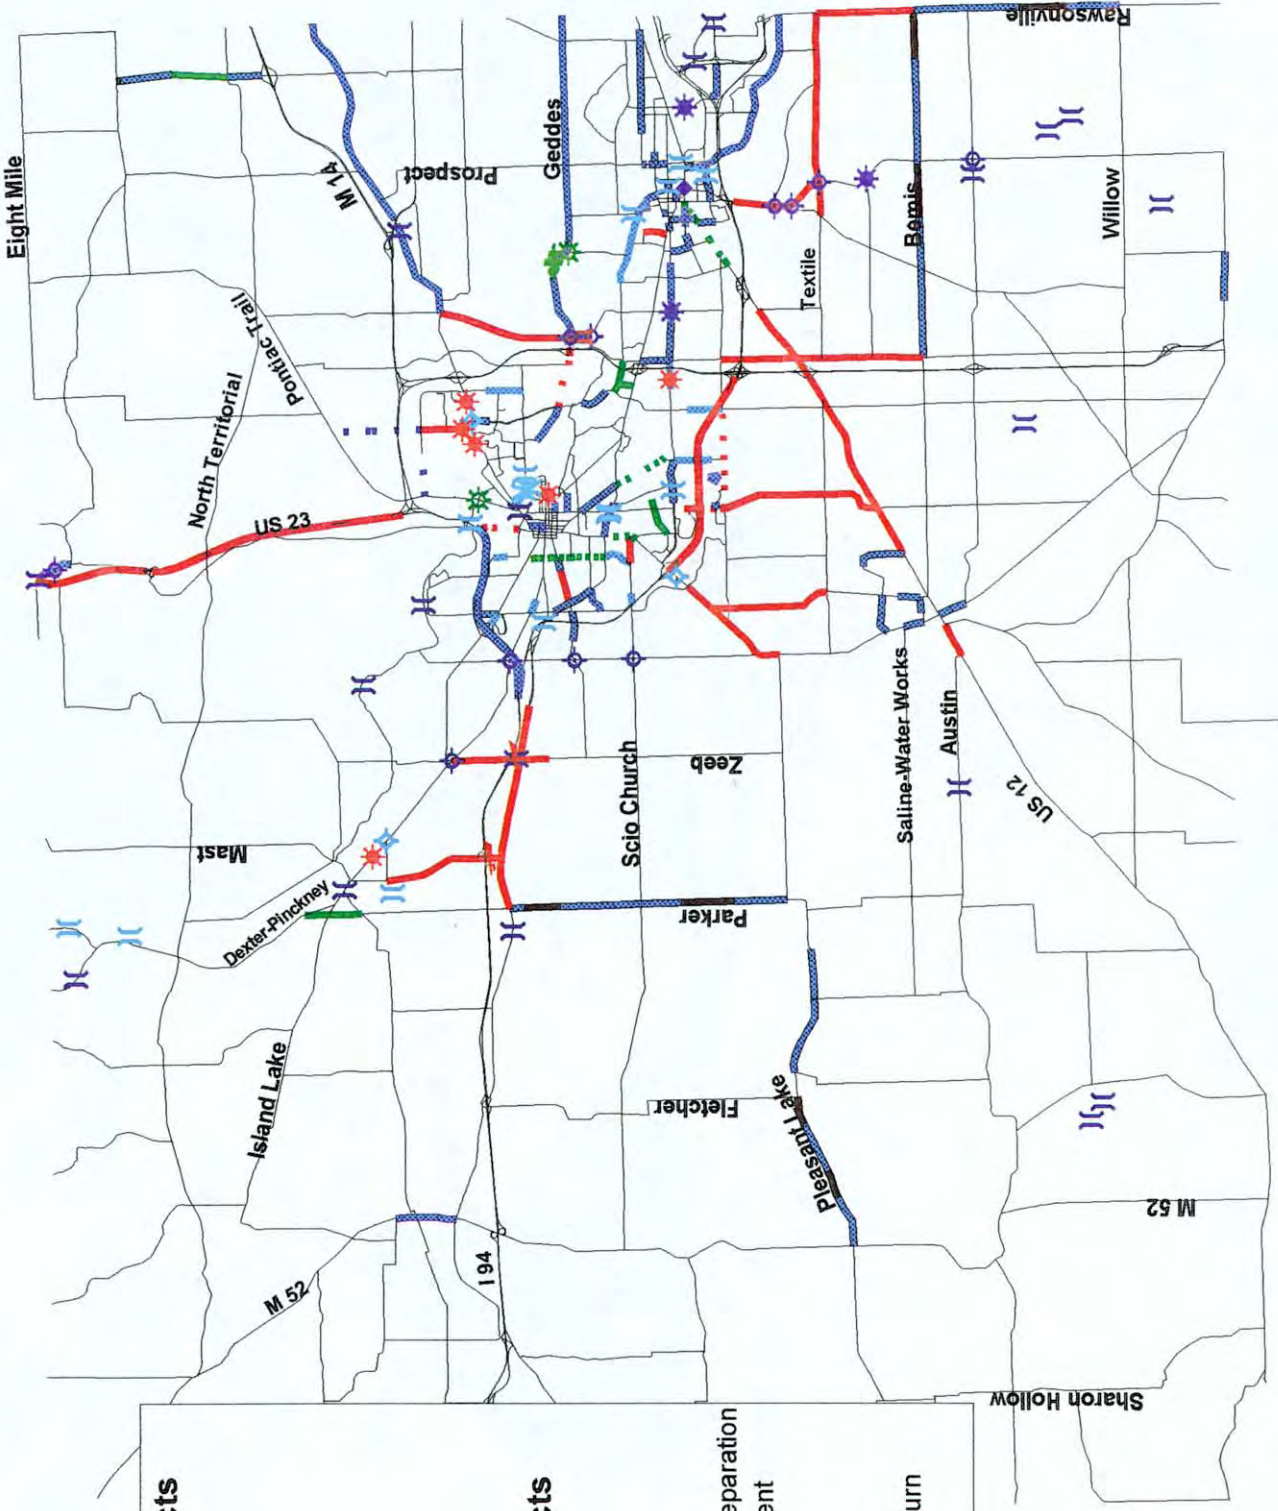 Eight Mile
M 14
Prospect
Geddes
Rawsonville
Pontiac Trail
North Territorial
US 23
Textile
Bemis
Willow
Mast
Dexter-Pinckney
Scio Church
Zeeb
Saline-Water Works
Austin
US 12
Parker
Island Lake
Fletcher
Pleasant Lake
M 52
I 94
M 52
Sharon Hollow
cts
cts
eparation
ent
urn